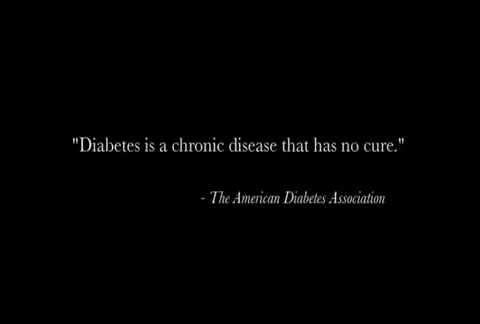 "Diabetes is a chronic disease that has no cure."
- The American Diabetes Association